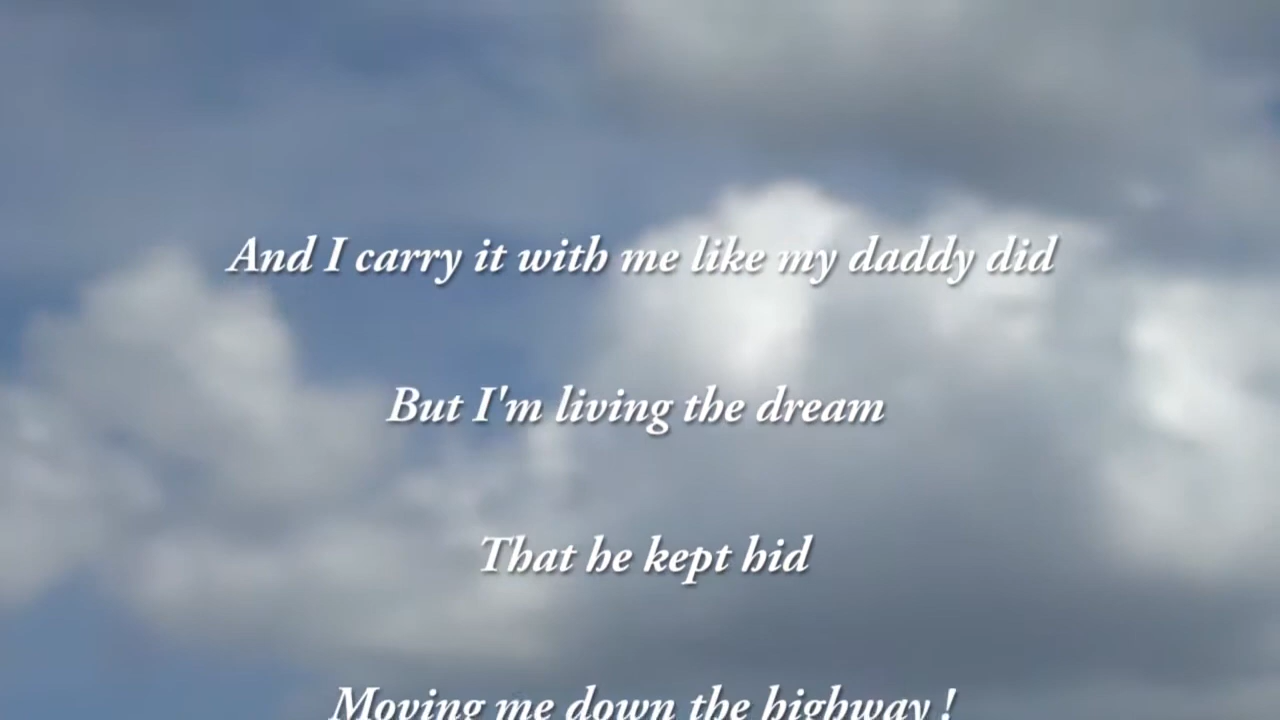 And I carry it with me like my daddy did
But I'm living the dream
That he kept hid
Moving me down the highway !